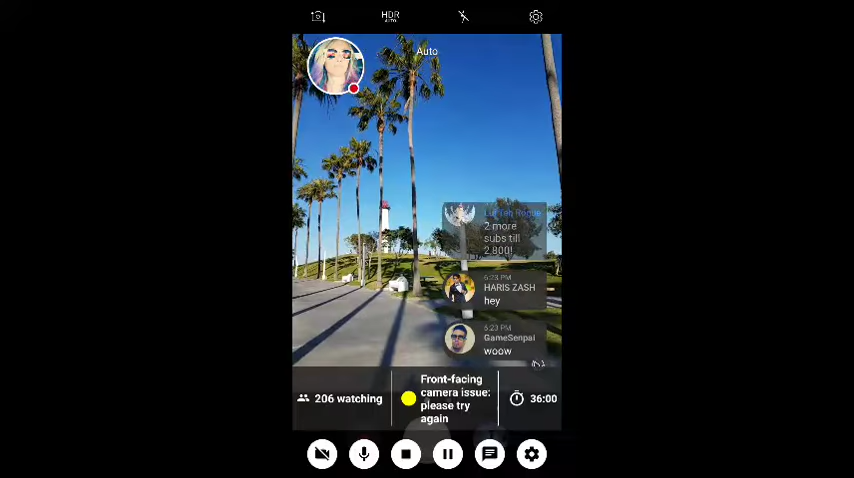 HDR
AUTO
Auto
2 more
subs till
2,800!
6:23 PM
HARIS ZASH
hey
6:23 PM
GameSenpai
woow
206 watching
Front-facing
camera issue:
please try
again
36:00